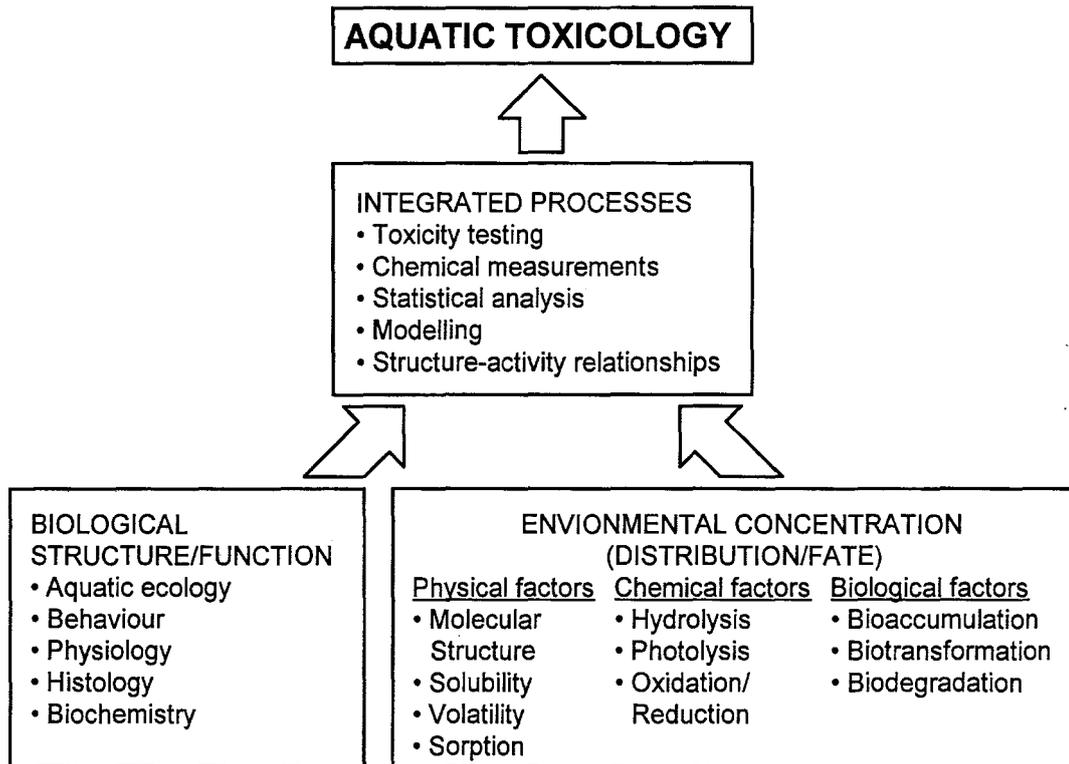 AQUATIC TOXICOLOGY
INTEGRATED PROCESSES
• Toxicity testing
• Chemical measurements
• Statistical analysis
• Modelling
• Structure-activity relationships
BIOLOGICAL
STRUCTURE/FUNCTION
• Aquatic ecology
• Behaviour
• Physiology
• Histology
• Biochemistry
ENVIONMENTAL CONCENTRATION
(DISTRIBUTION/FATE)
Physical factors
• Molecular
Structure
• Solubility
• Volatility
• Sorption
Chemical factors
• Hydrolysis
• Photolysis
• Oxidation/
Reduction
Biological factors
• Bioaccumulation
• Biotransformation
• Biodegradation